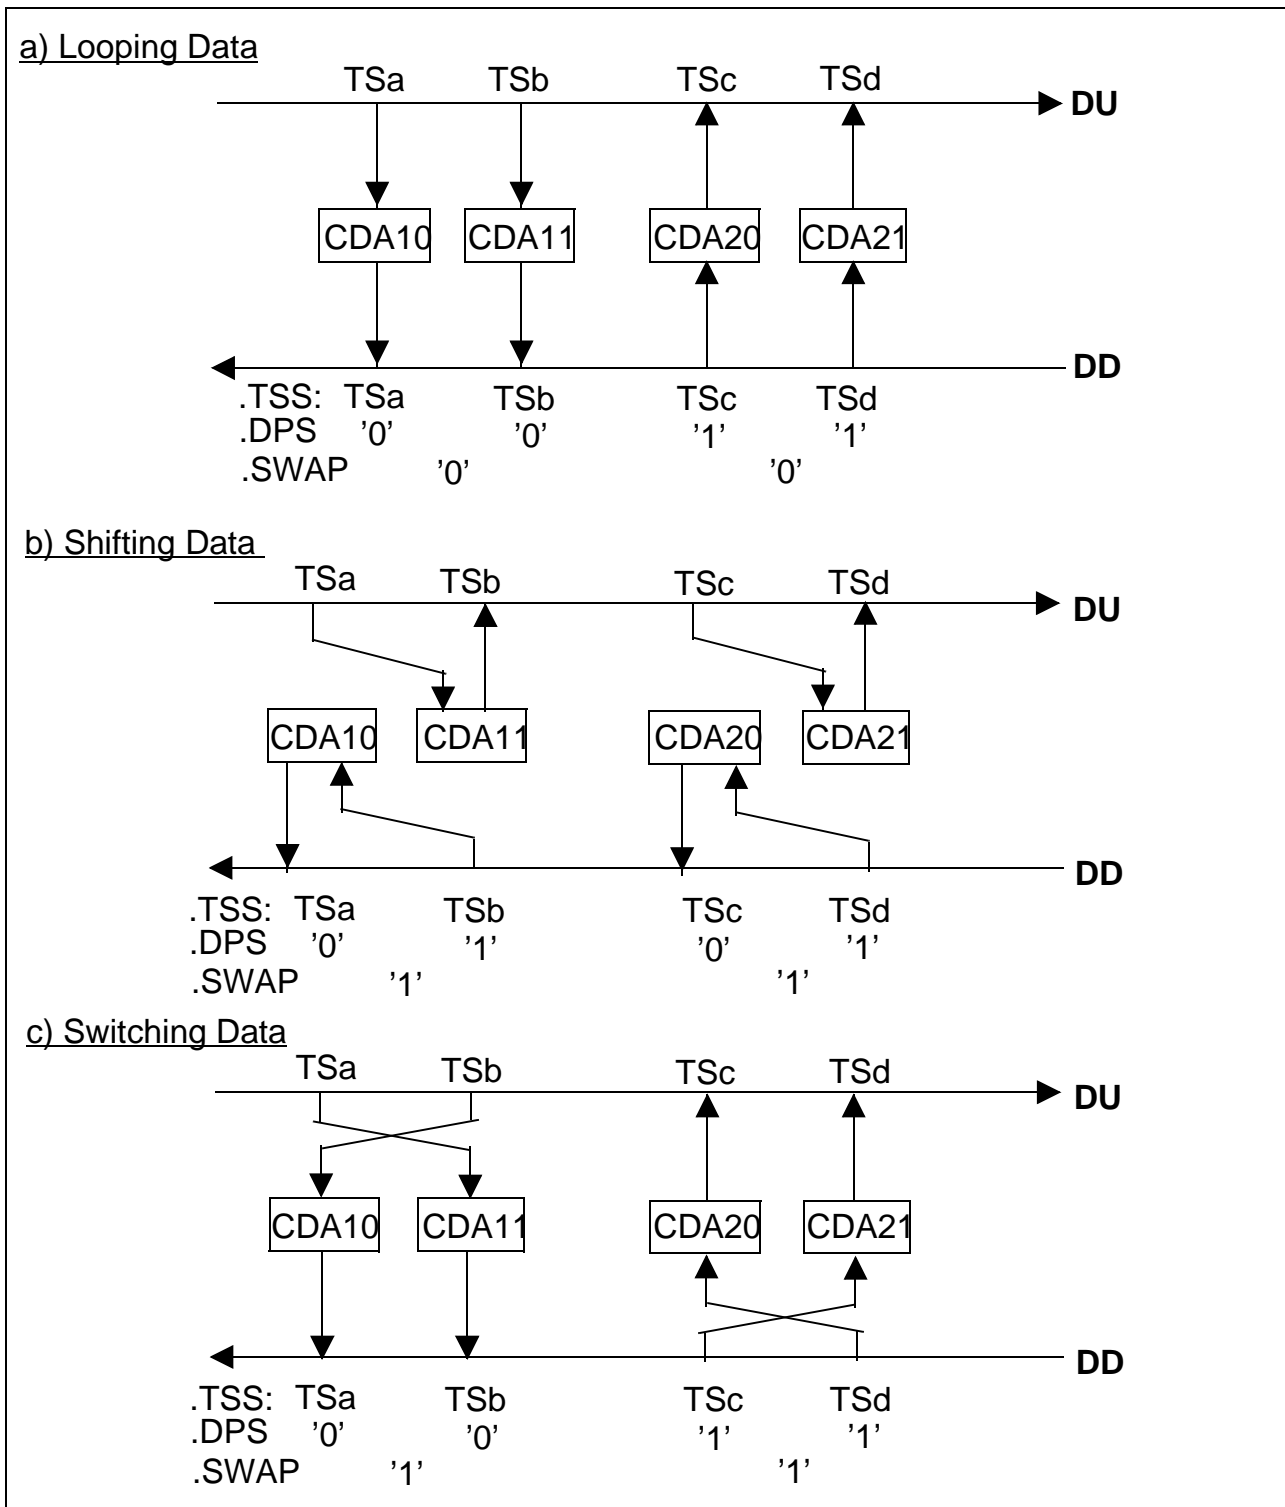 a) Looping Data
TSa TSb TSc TSd
DU
CDA10 CDA11 CDA20 CDA21
DD
.TSS: TSa TSb TSc TSd
.DPS '0' '0' '1' '1'
.SWAP '0' '0'
b) Shifting Data
TSa TSb TSc TSd
DU
CDA10 CDA11 CDA20 CDA21
DD
.TSS: TSa TSb TSc TSd
.DPS '0' '1' '0' '1'
.SWAP '1' '1'
c) Switching Data
TSa TSb TSc TSd
DU
CDA10 CDA11 CDA20 CDA21
DD
.TSS: TSa TSb TSc TSd
.DPS '0' '0' '1' '1'
.SWAP '1' '1'